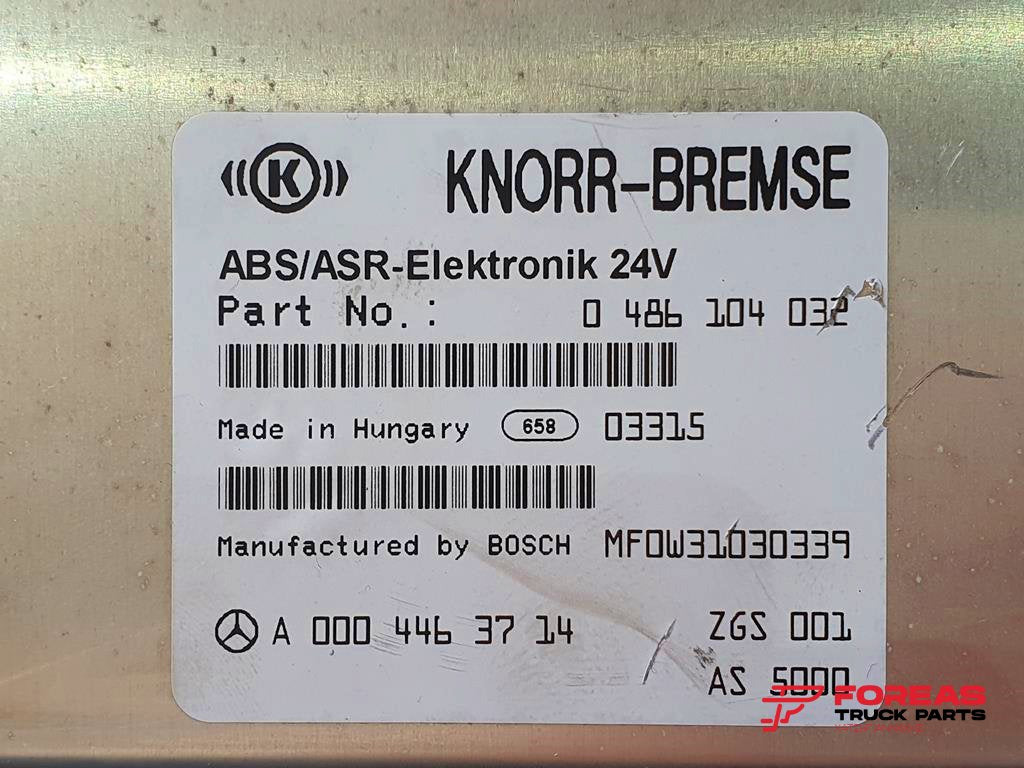 K KNORR-BREMSE
ABS/ASR-Elektronik 24V
Part No.: 0 486 104 032
Made in Hungary 658 03315
Manufactured by BOSCH MF0W31030339
A 000 446 37 14 ZGS 001
AS 5000
FOREAS
TRUCK PARTS